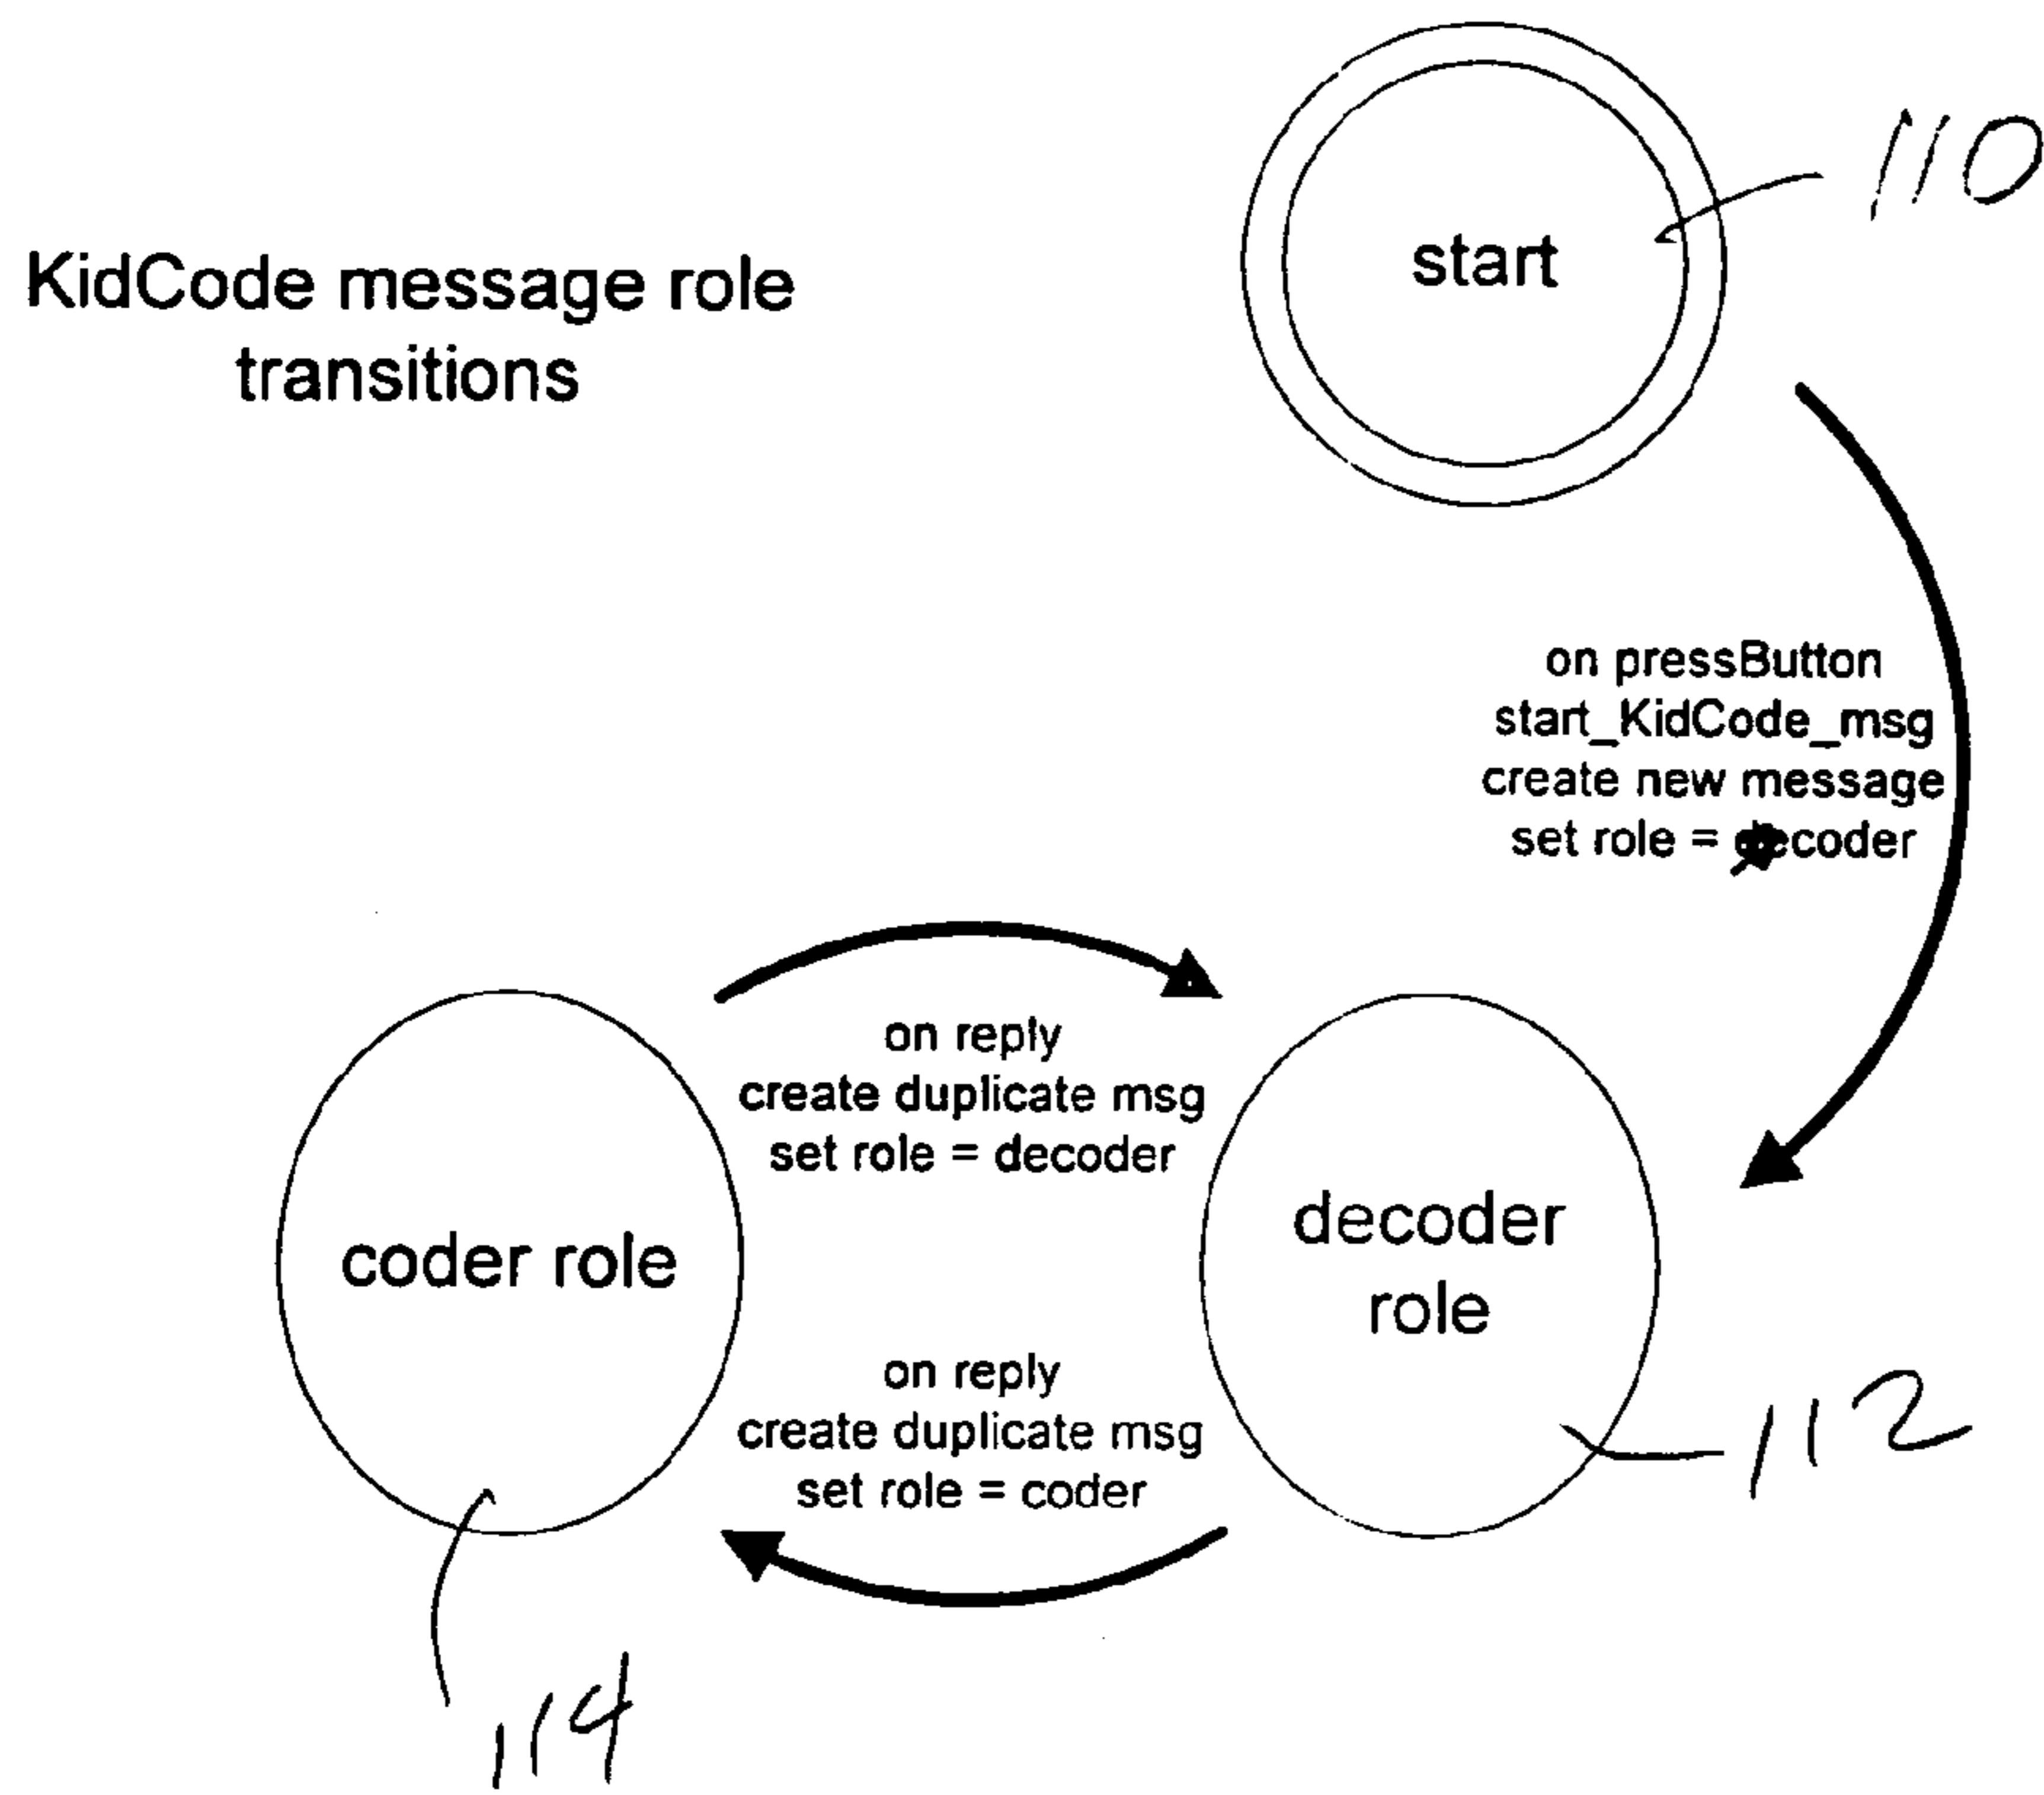 KidCode message role
transitions
start
110
on pressButton
start_KidCode_msg
create new message
set role = decoder
on reply
create duplicate msg
set role = decoder
coder role
decoder
role
on reply
create duplicate msg
set role = coder
112
114